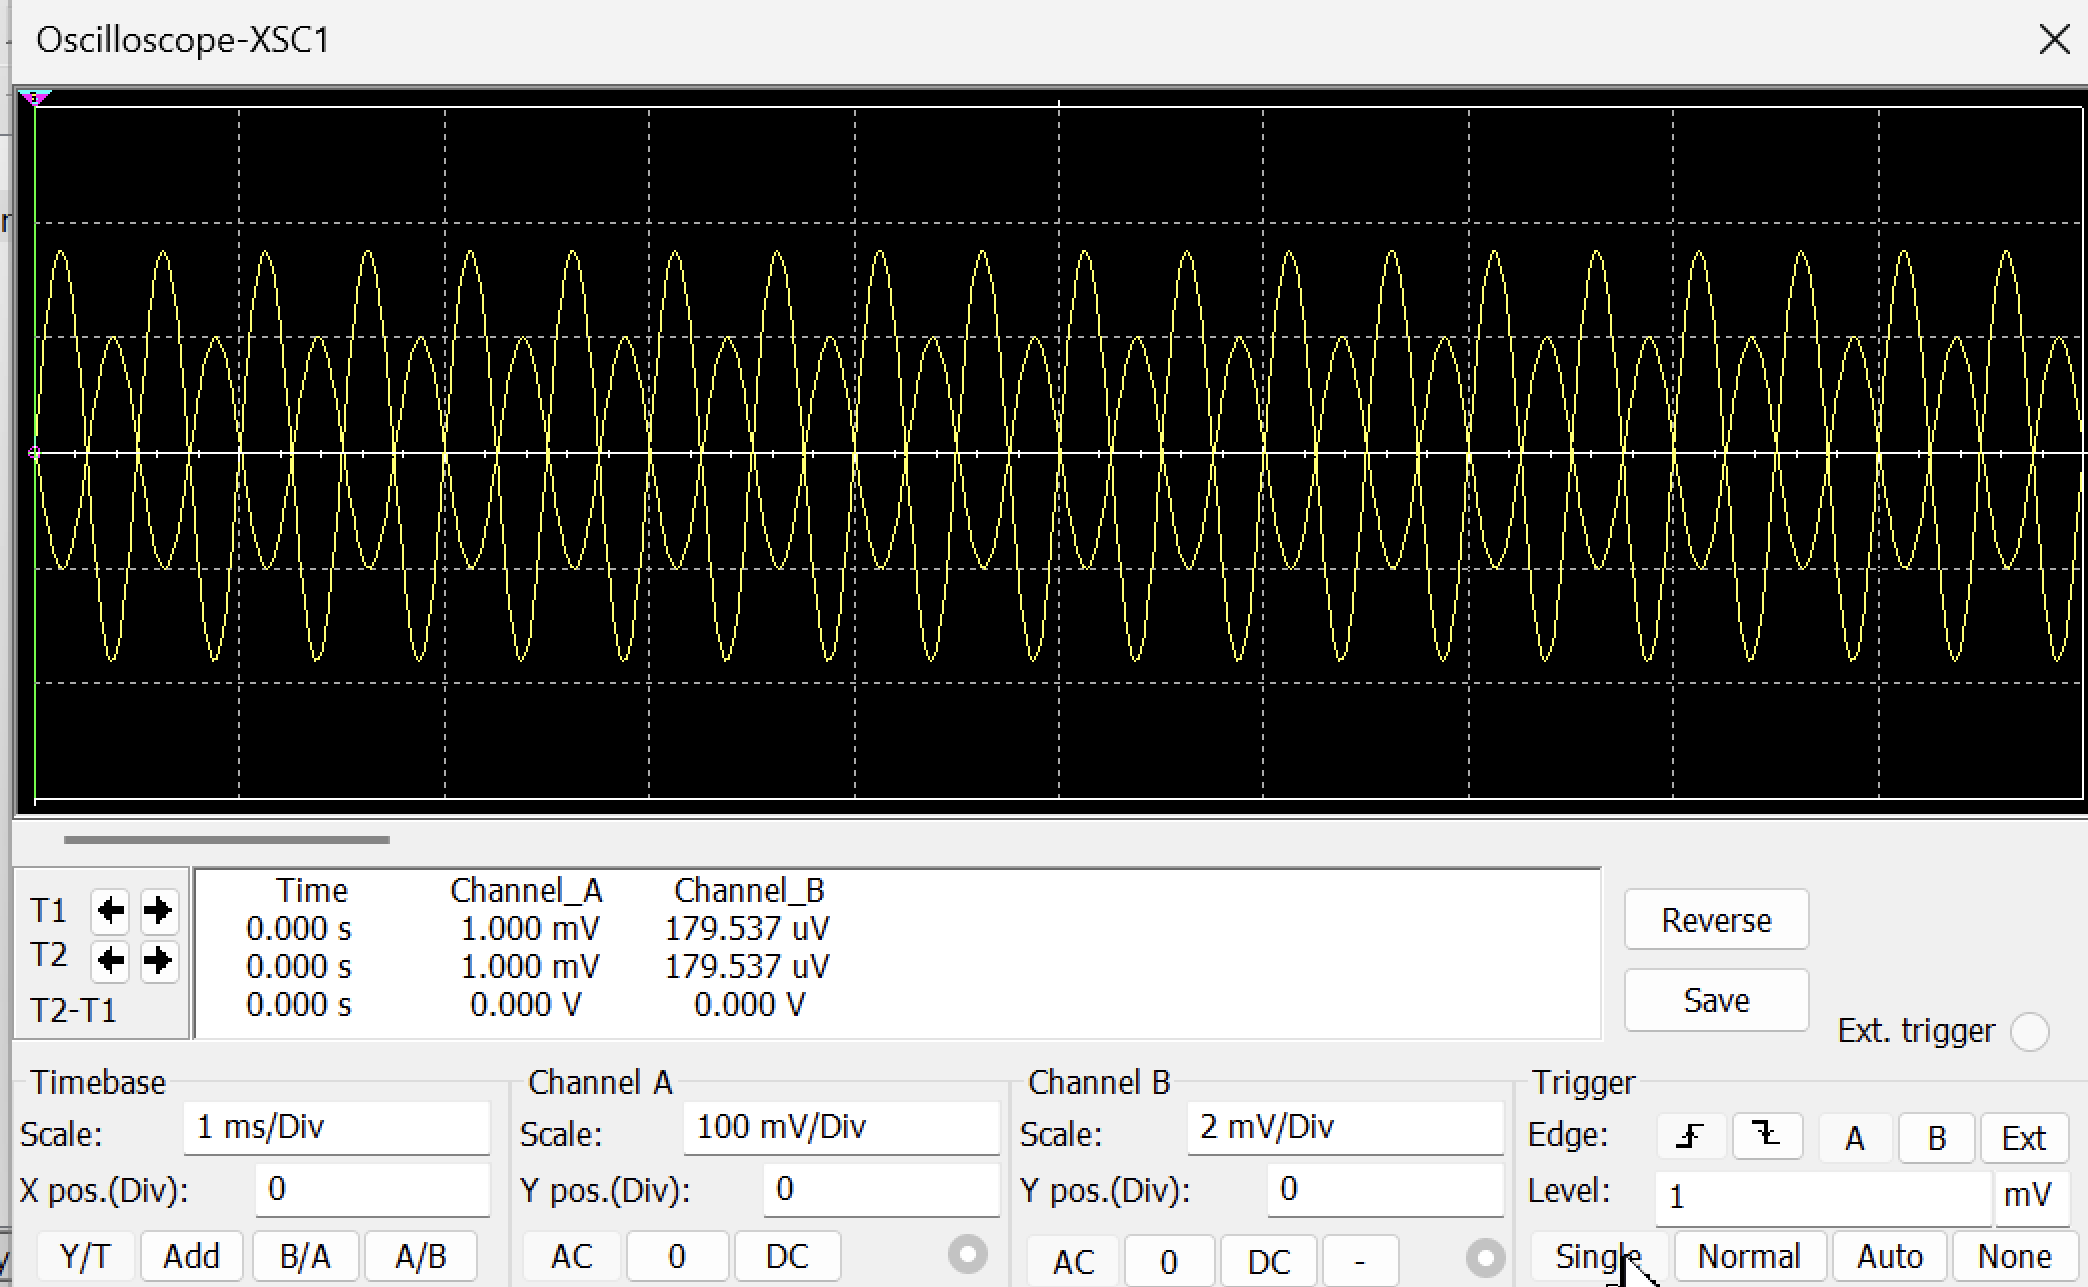 Oscilloscope-XSC1
Time Channel_A Channel_B
T1 0.000 s 1.000 mV 179.537 uV
T2 0.000 s 1.000 mV 179.537 uV
T2-T1 0.000 s 0.000 V 0.000 V
Reverse
Save
Ext. trigger
Timebase
Scale: 1 ms/Div
X pos.(Div): 0
Y/T Add B/A A/B
Channel A
Scale: 100 mV/Div
Y pos.(Div): 0
AC 0 DC
Channel B
Scale: 2 mV/Div
Y pos.(Div): 0
AC 0 DC -
Trigger
Edge: A B Ext
Level: 1 mV
Single Normal Auto None